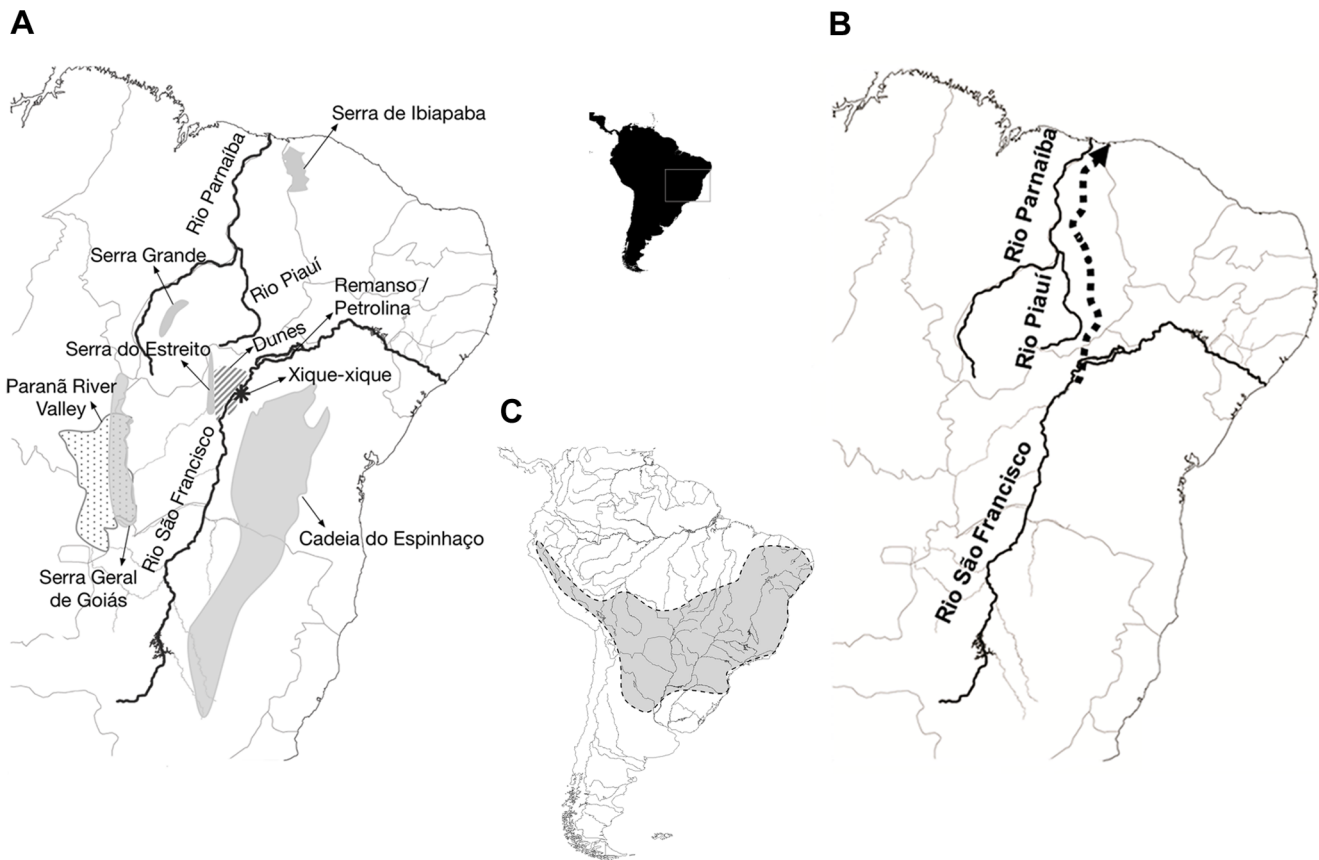 A
B
Serra de Ibiapaba
Rio Parnaíba
Serra Grande
Rio Piauí
Remanso /
Petrolina
Dunes
Serra do Estreito
Xique-xique
Paranã River
Valley
Rio São Francisco
Cadeia do Espinhaço
Serra Geral
de Goiás
C
Rio Parnaíba
Rio Piauí
Rio São Francisco